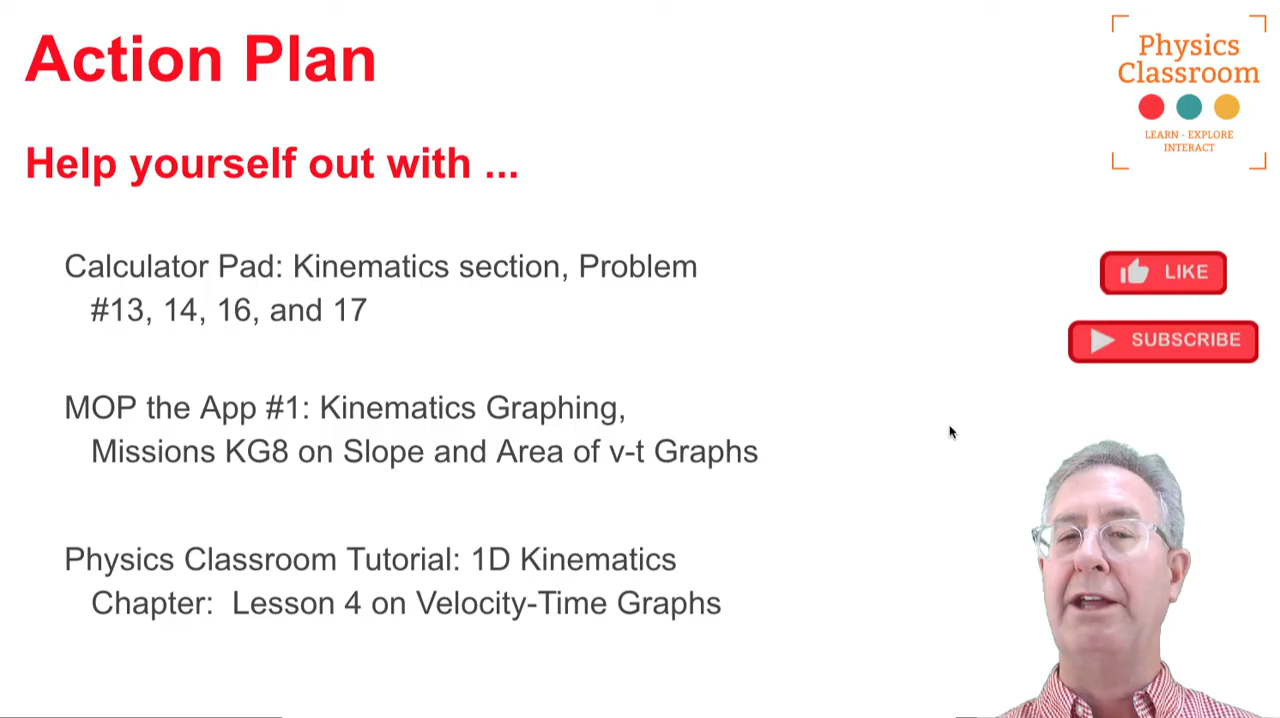 Action Plan
Help yourself out with ...
Calculator Pad: Kinematics section, Problem
#13, 14, 16, and 17
MOP the App #1: Kinematics Graphing,
Missions KG8 on Slope and Area of v-t Graphs
Physics Classroom Tutorial: 1D Kinematics
Chapter: Lesson 4 on Velocity-Time Graphs
Physics
Classroom
LEARN - EXPLORE
INTERACT
LIKE
SUBSCRIBE